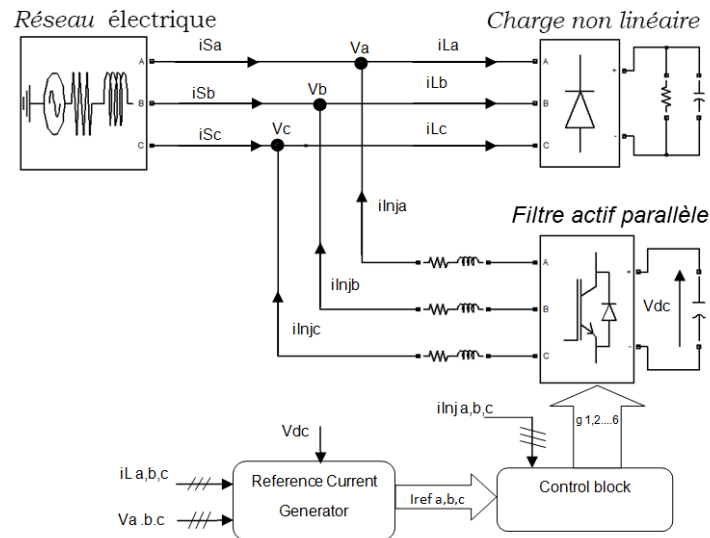 Réseau électrique
Charge non linéaire
iSa
Va
iLa
A
A
+
iSb
Vb
iLb
B
B
iSc
Vc
iLc
C
C
-
iInja
Filtre actif parallèle
A
+
iInjb
B
Vdc
iInjc
C
-
iInj a,b,c
g 1,2....6
Vdc
iL a,b,c
Reference Current
Generator
Iref a,b,c
Control block
Va .b.c